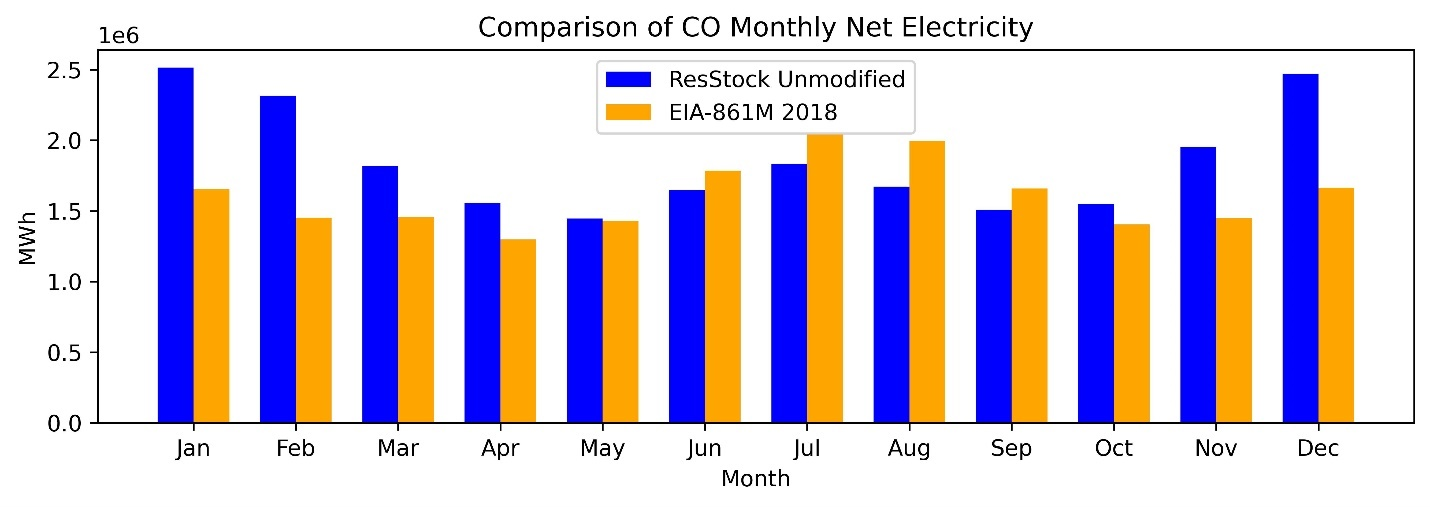 Comparison of CO Monthly Net Electricity
1e6
2.5
2.0
1.5
1.0
0.5
0.0
MWh
ResStock Unmodified
EIA-861M 2018
Jan Feb Mar Apr May Jun Jul Aug Sep Oct Nov Dec
Month